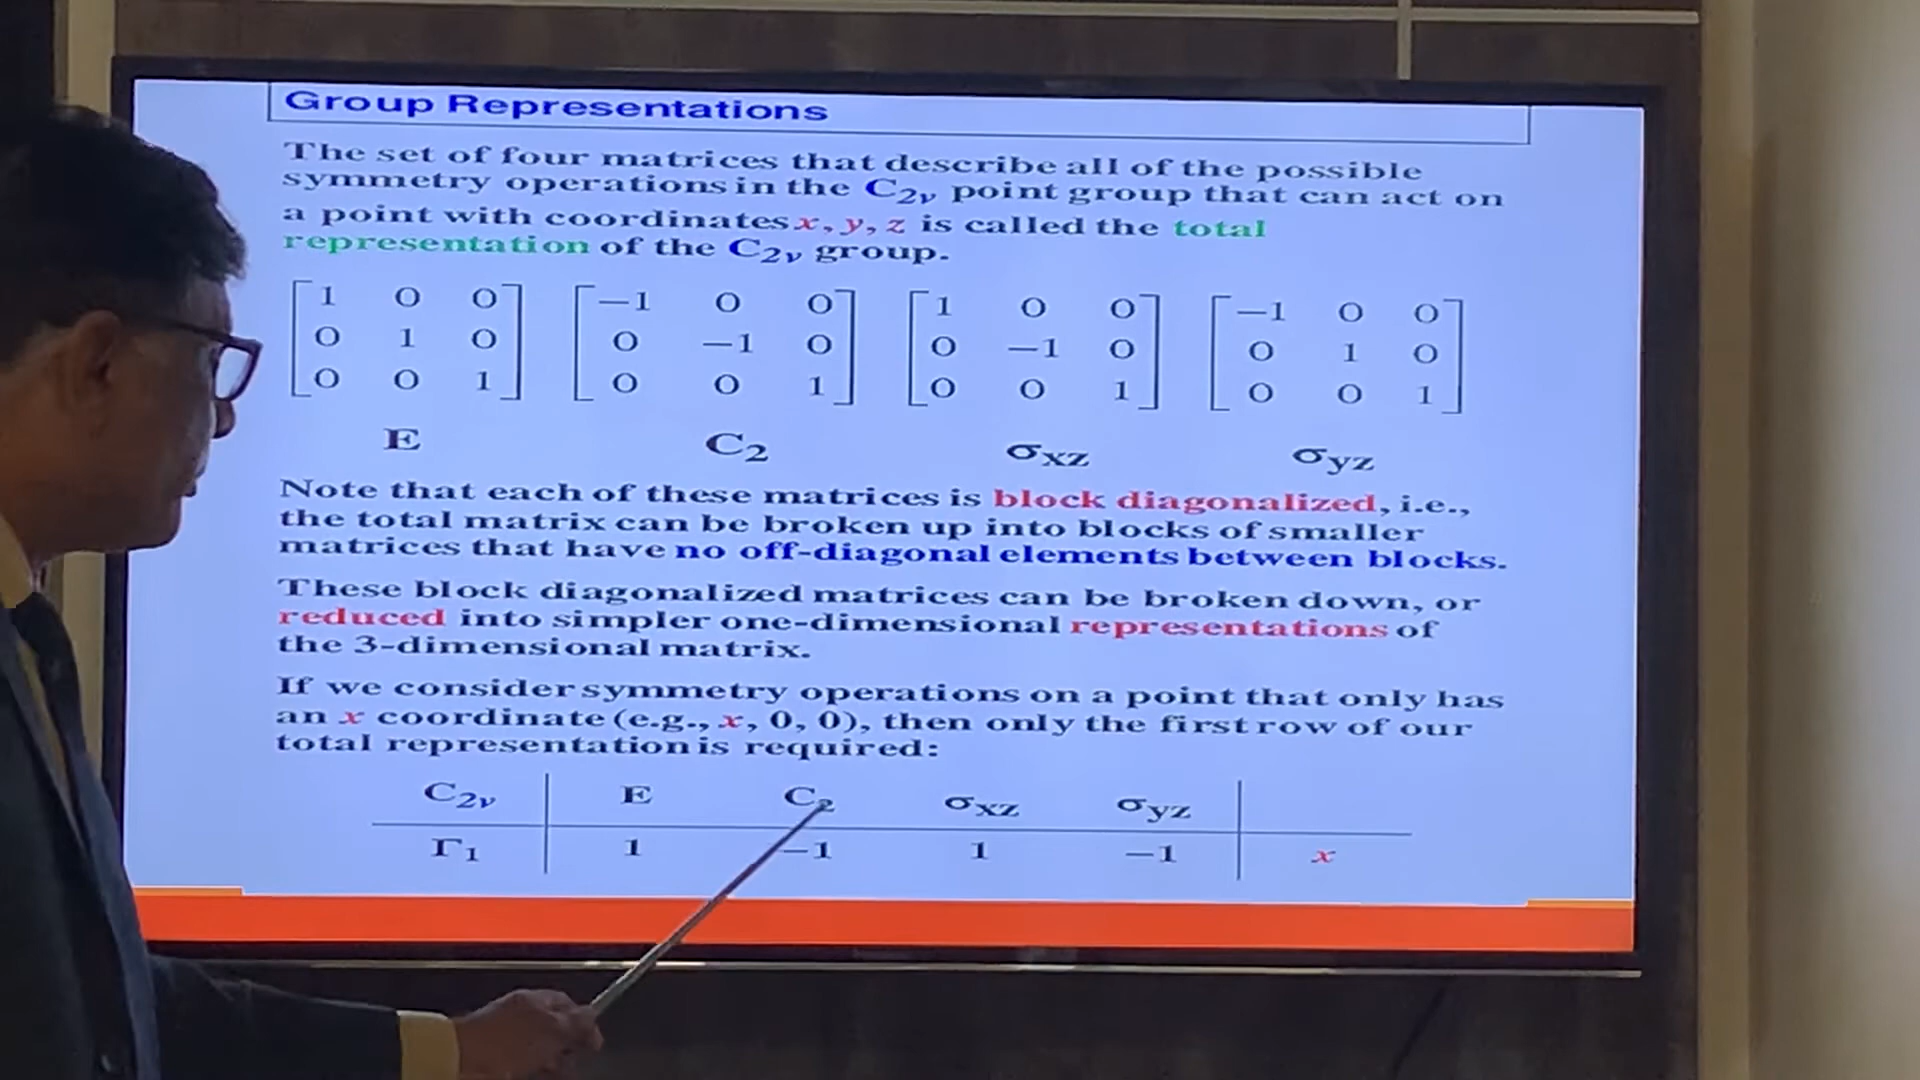 Group Representations
The set of four matrices that describe all of the possible
symmetry operations in the C2v point group that can act on
a point with coordinates x, y, z is called the total
representation of the C2v group.
1 0 0 −1 0 0 1 0 0 −1 0 0
0 1 0 0 −1 0 0 −1 0 0 1 0
0 0 1 0 0 1 0 0 1 0 0 1
E C2 σxz σyz
Note that each of these matrices is block diagonalized, i.e.,
the total matrix can be broken up into blocks of smaller
matrices that have no off-diagonal elements between blocks.
These block diagonalized matrices can be broken down, or
reduced into simpler one-dimensional representations of
the 3-dimensional matrix.
If we consider symmetry operations on a point that only has
an x coordinate (e.g., x, 0, 0), then only the first row of our
total representation is required:
C2v E C2 σxz σyz
Γ1 1 −1 1 −1 x